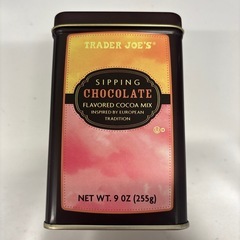 TRADER JOE'S®
SIPPING
CHOCOLATE
FLAVORED COCOA MIX
INSPIRED BY EUROPEAN
TRADITION
NET WT. 9 OZ (255g)